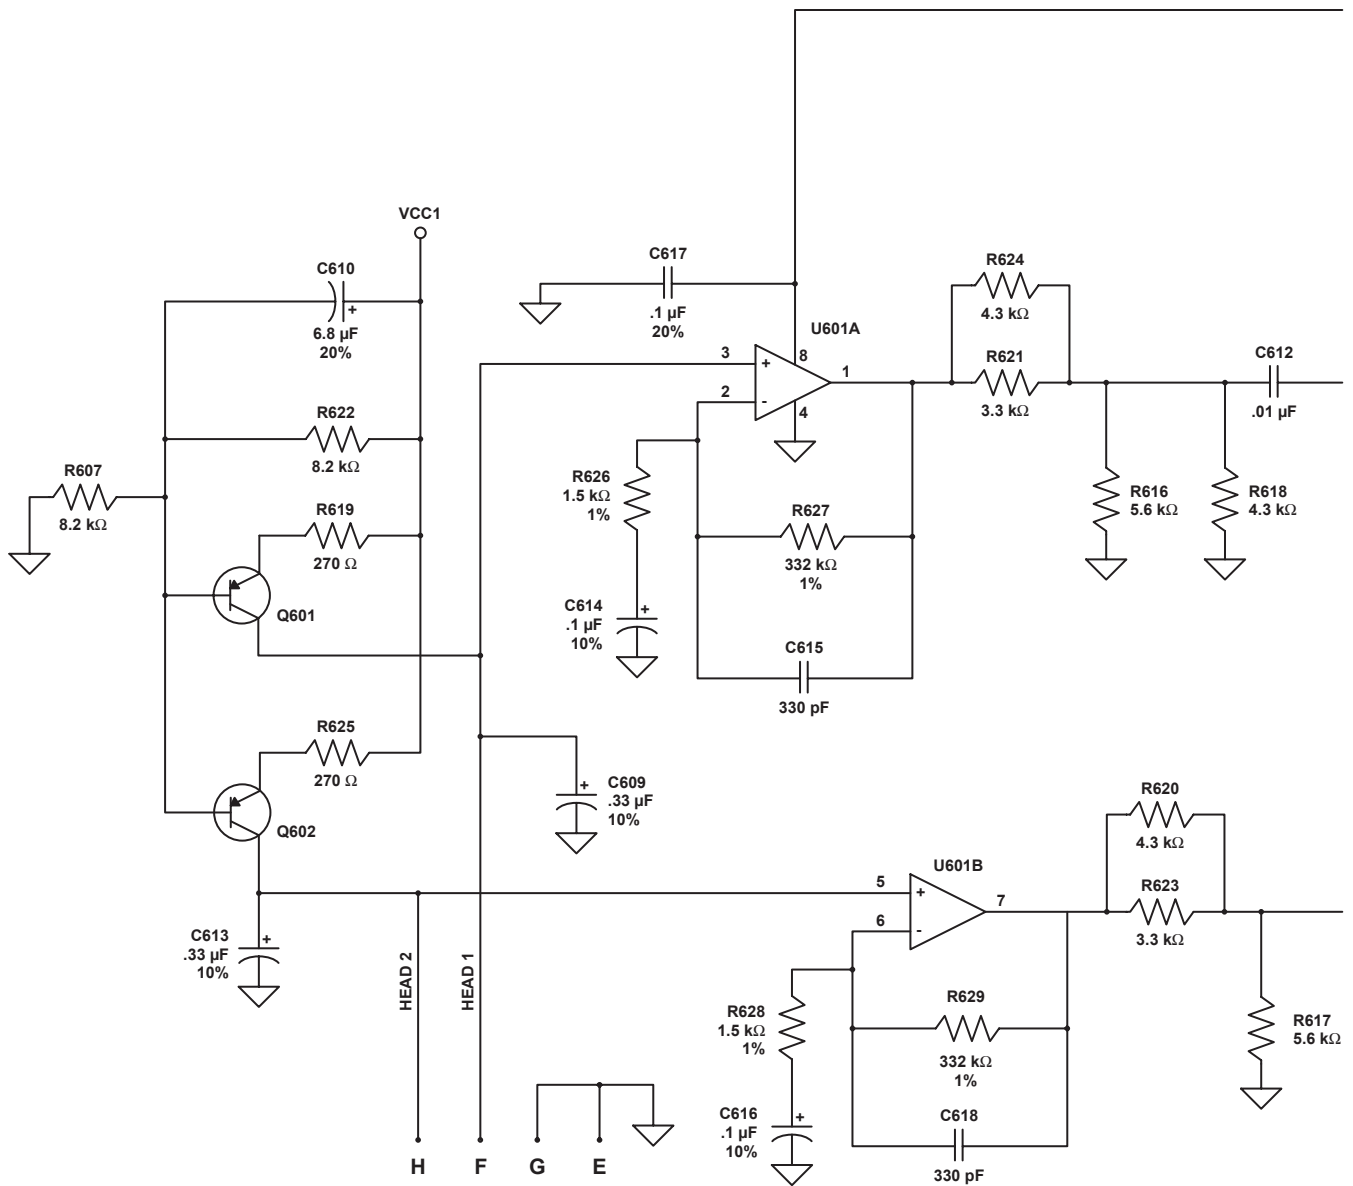 VCC1
C610
+
6.8 µF
20%
R622
8.2 kΩ
R607
8.2 kΩ
R619
270 Ω
Q601
R625
270 Ω
Q602
C613
.33 µF
10%
+
HEAD 2
HEAD 1
C609
.33 µF
10%
+
H
F
G
E
C617
.1 µF
20%
U601A
3
2
8
4
1
+
-
R626
1.5 kΩ
1%
C614
.1 µF
10%
+
R627
332 kΩ
1%
C615
330 pF
R624
4.3 kΩ
R621
3.3 kΩ
R616
5.6 kΩ
R618
4.3 kΩ
C612
.01 µF
U601B
5
6
7
+
-
R628
1.5 kΩ
1%
C616
.1 µF
10%
+
R629
332 kΩ
1%
C618
330 pF
R620
4.3 kΩ
R623
3.3 kΩ
R617
5.6 kΩ